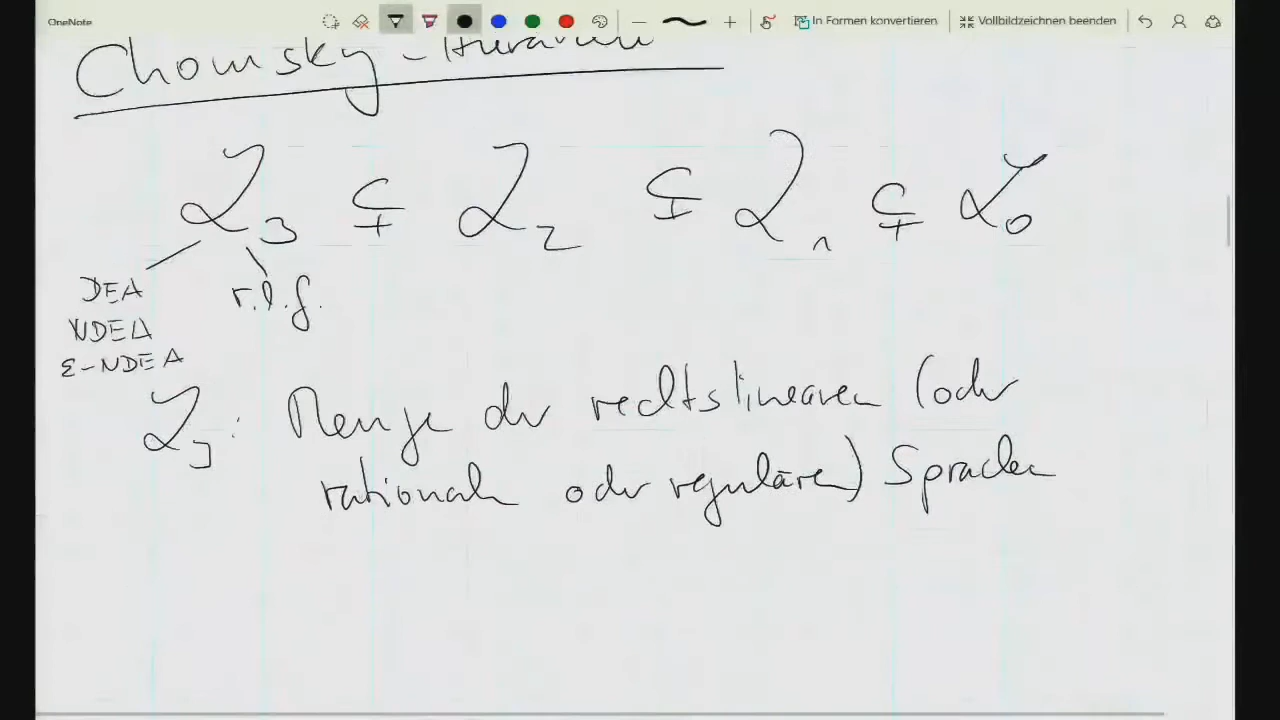 OneNote
In Formen konvertieren
Vollbildzeichnen beenden
Chomsky-Hierarchie
ℒ₃ ⊊ ℒ₂ ⊊ ℒ₁ ⊊ ℒ₀
DEA
r.l.g.
NDEA
ε-NDEA
ℒ₃: Menge der rechtslinearen (oder
rationalen oder regulären) Sprachen